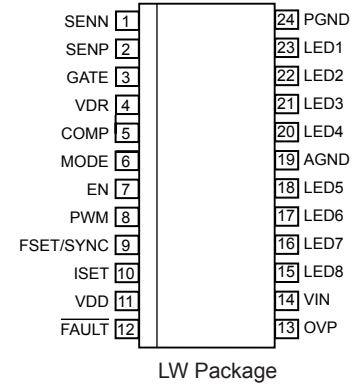 SENN 1 24 PGND
SENP 2 23 LED1
GATE 3 22 LED2
VDR 4 21 LED3
COMP 5 20 LED4
MODE 6 19 AGND
EN 7 18 LED5
PWM 8 17 LED6
FSET/SYNC 9 16 LED7
ISET 10 15 LED8
VDD 11 14 VIN
FAULT 12 13 OVP
LW Package